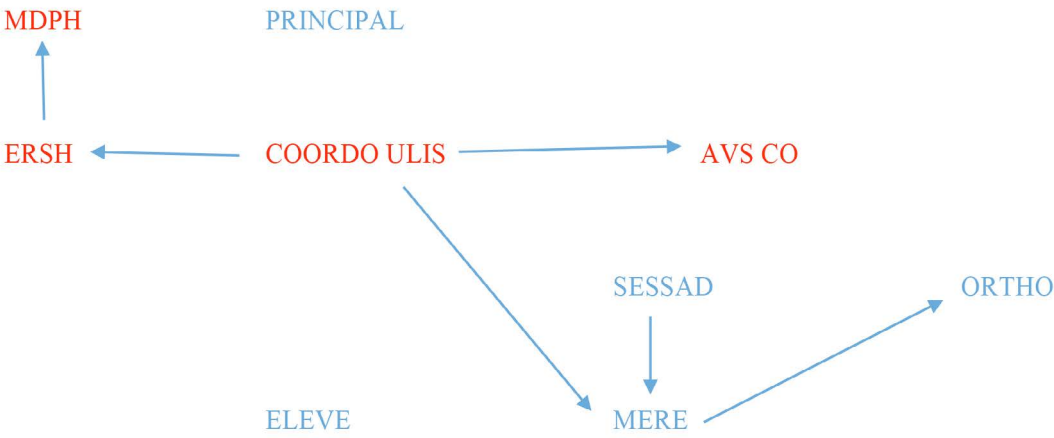 MDPH PRINCIPAL
ERSH COORDO ULIS AVS CO
SESSAD ORTHO
ELEVE MERE